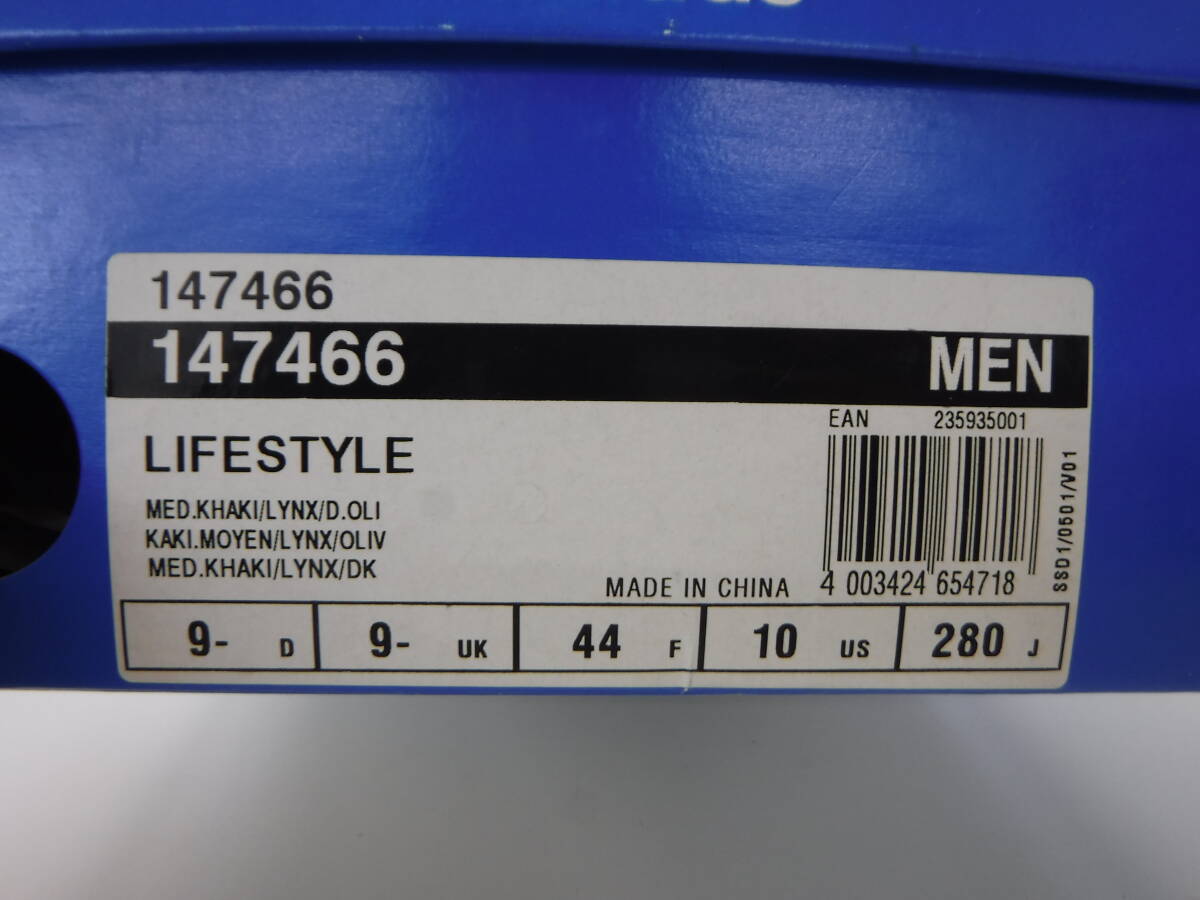 147466
147466 MEN
EAN 235935001
LIFESTYLE
MED.KHAKI/LYNX/D.OLI
KAKI.MOYEN/LYNX/OLIV
MED.KHAKI/LYNX/DK
MADE IN CHINA
4 003424 654718
SSD1/0501/V01
9- D 9- UK 44 F 10 US 280 J